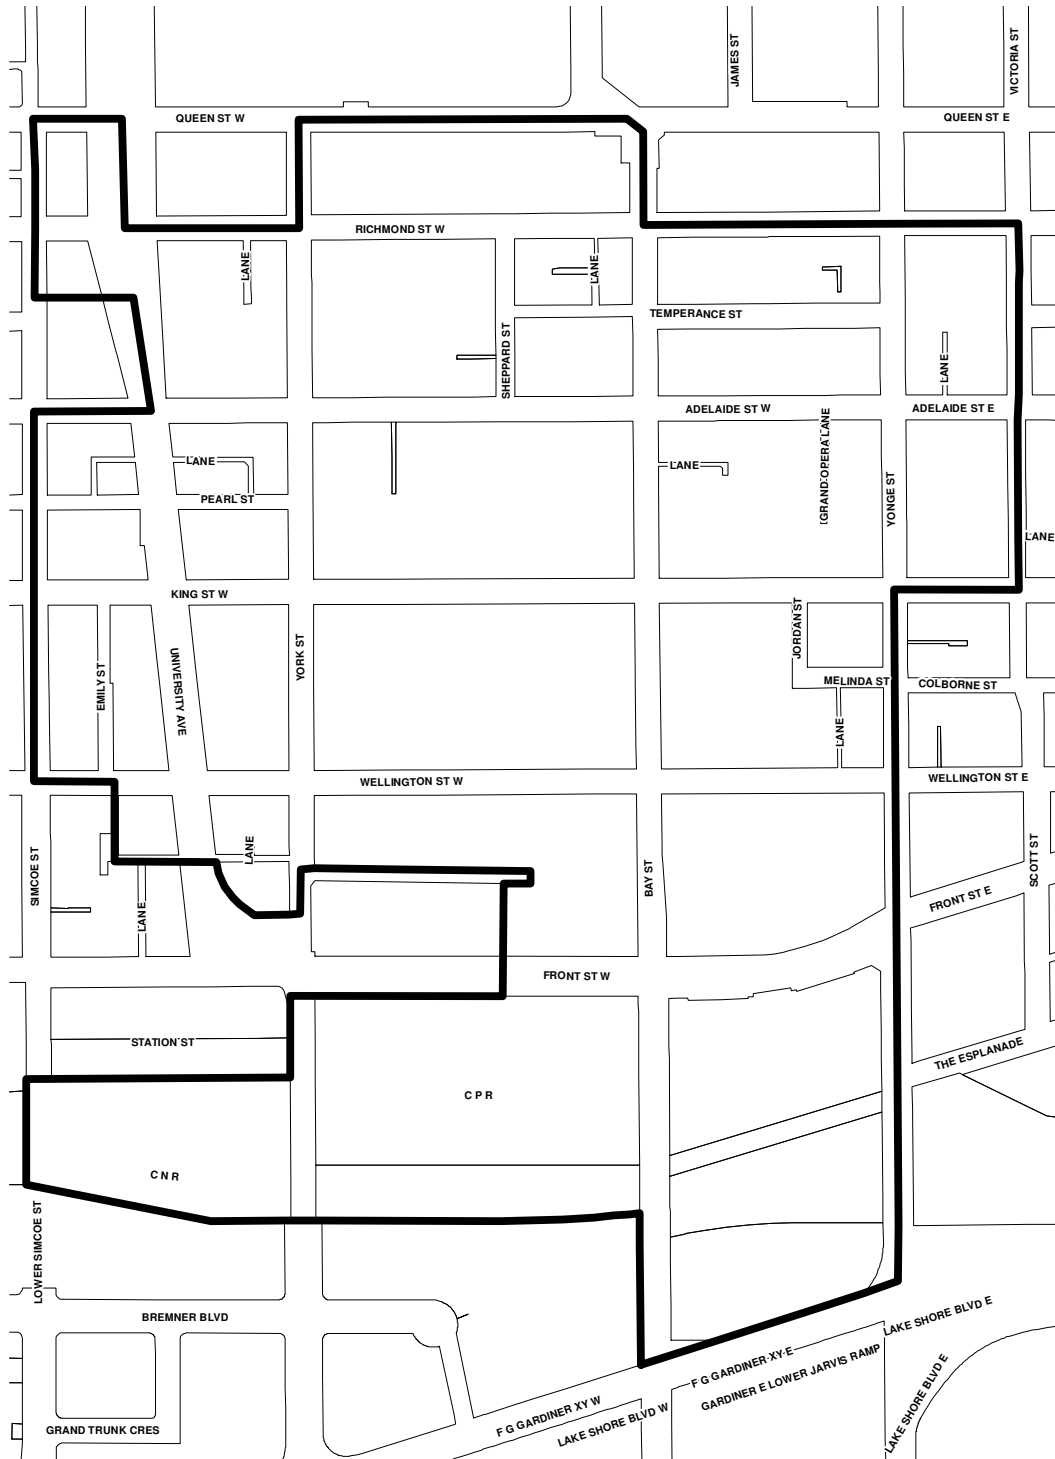 JAMES ST
VICTORIA ST
QUEEN ST W
QUEEN ST E
RICHMOND ST W
LANE
LANE
TEMPERANCE ST
SHEPPARD ST
LANE
ADELAIDE ST W
ADELAIDE ST E
GRAND OPERA LANE
LANE
LANE
YONGE ST
PEARL ST
LANE
KING ST W
JORDAN ST
YORK ST
EMILY ST
UNIVERSITY AVE
MELINDA ST
COLBORNE ST
LANE
WELLINGTON ST W
WELLINGTON ST E
LANE
SIMCOE ST
BAY ST
SCOTT ST
FRONT ST E
LANE
FRONT ST W
STATION ST
THE ESPLANADE
C P R
C N R
LOWER SIMCOE ST
BREMNER BLVD
LAKE SHORE BLVD E
F G GARDINER XY E
GARDINER E LOWER JARVIS RAMP
LAKE SHORE BLVD E
F G GARDINER XY W
LAKE SHORE BLVD W
GRAND TRUNK CRES